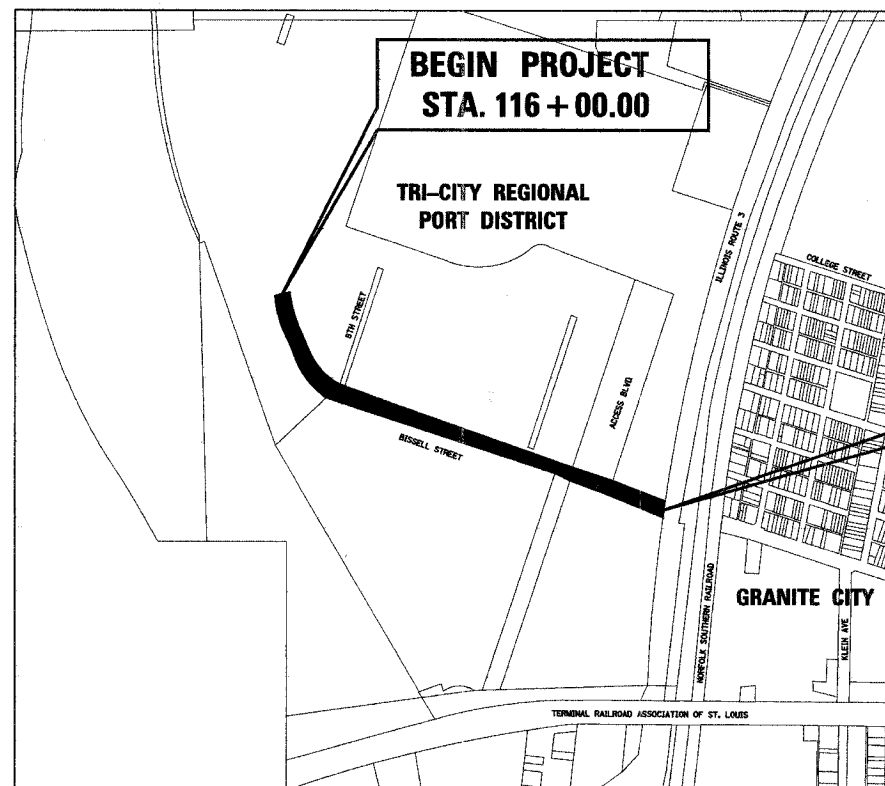 BEGIN PROJECT
STA. 116+00.00
TRI-CITY REGIONAL
PORT DISTRICT
ILLINOIS ROUTE 3
COLLEGE STREET
8TH STREET
ACCESS BLVD.
BISSELL STREET
NORFOLK SOUTHERN RAILROAD
GRANITE CITY
KLEIN AVE
TERMINAL RAILROAD ASSOCIATION OF ST. LOUIS